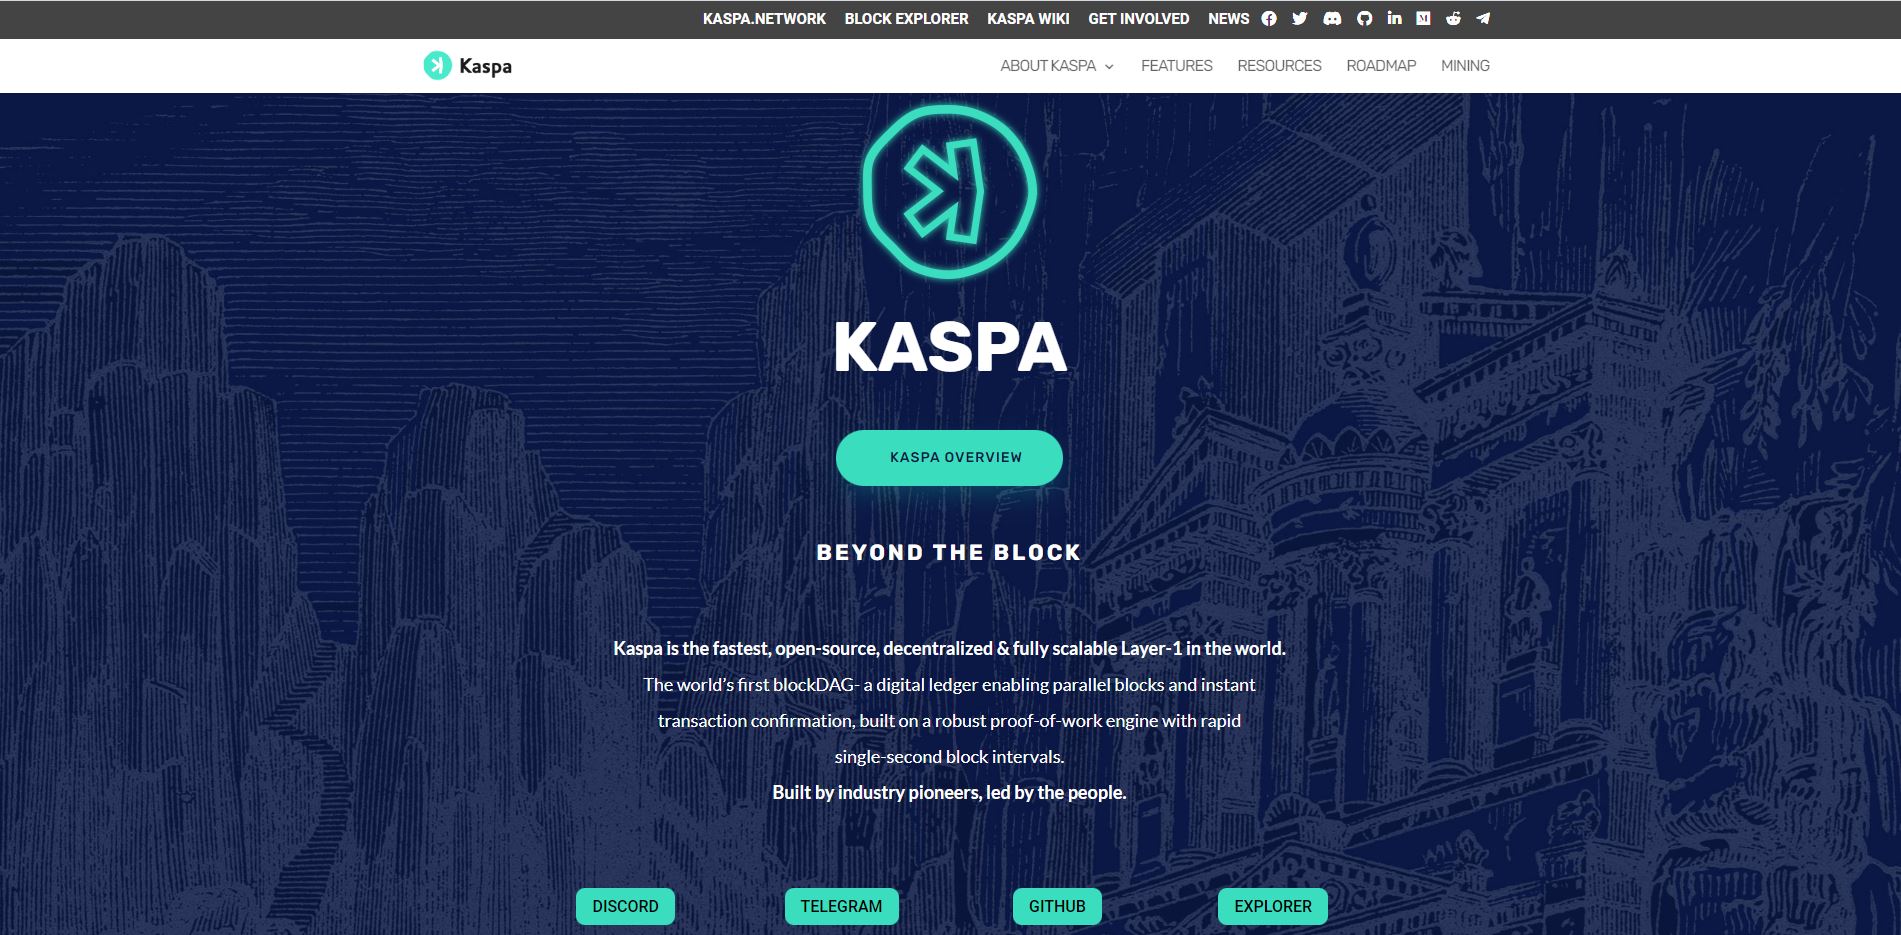 KASPA.NETWORK BLOCK EXPLORER KASPA WIKI GET INVOLVED NEWS
Kaspa
ABOUT KASPA FEATURES RESOURCES ROADMAP MINING
KASPA
KASPA OVERVIEW
BEYOND THE BLOCK
Kaspa is the fastest, open-source, decentralized & fully scalable Layer-1 in the world.
The world’s first blockDAG- a digital ledger enabling parallel blocks and instant
transaction confirmation, built on a robust proof-of-work engine with rapid
single-second block intervals.
Built by industry pioneers, led by the people.
DISCORD TELEGRAM GITHUB EXPLORER